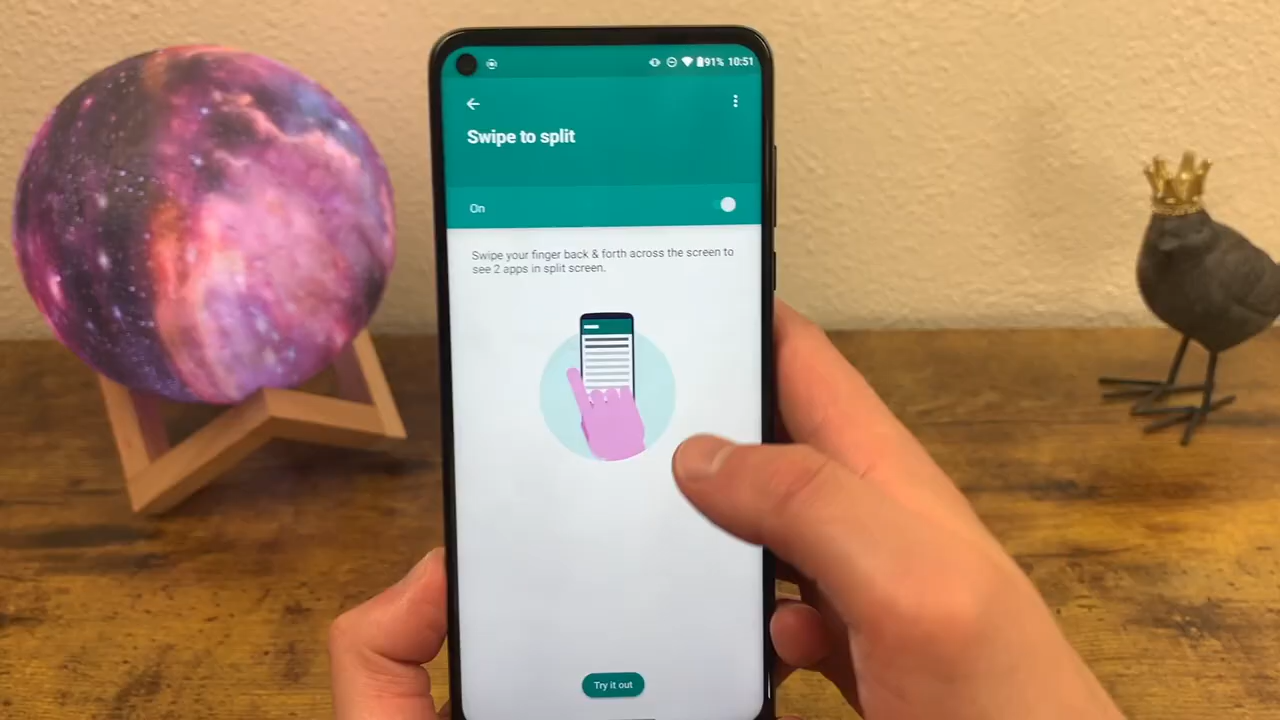 91% 10:51
Swipe to split
On
Swipe your finger back & forth across the screen to
see 2 apps in split screen.
Try it out